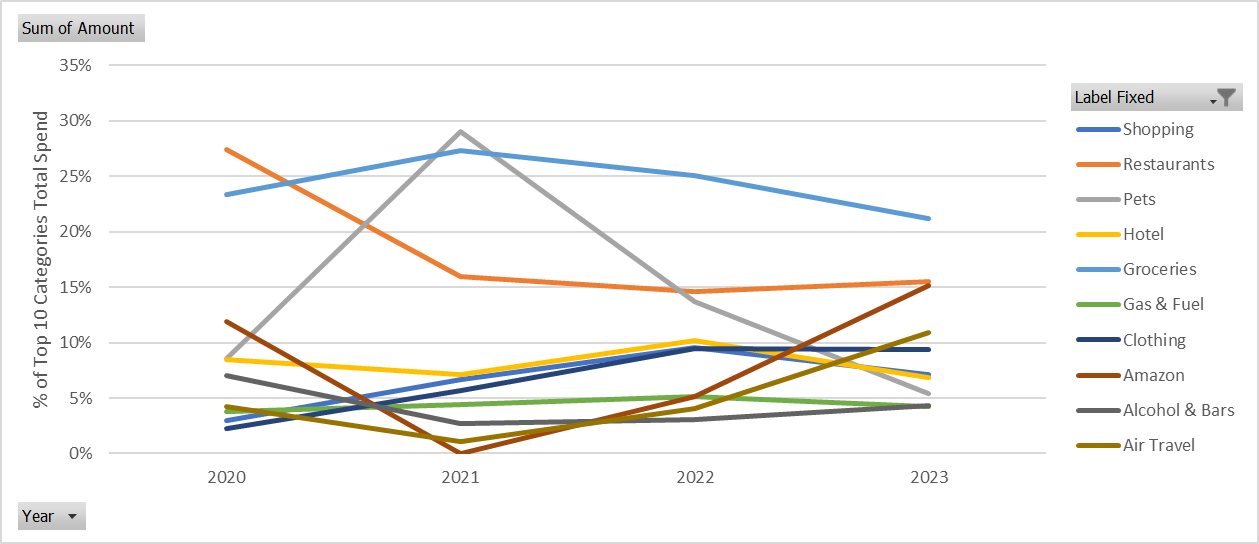 Sum of Amount
35%
30%
25%
20%
15%
10%
5%
0%
% of Top 10 Categories Total Spend
2020 2021 2022 2023
Label Fixed
Shopping
Restaurants
Pets
Hotel
Groceries
Gas & Fuel
Clothing
Amazon
Alcohol & Bars
Air Travel
Year